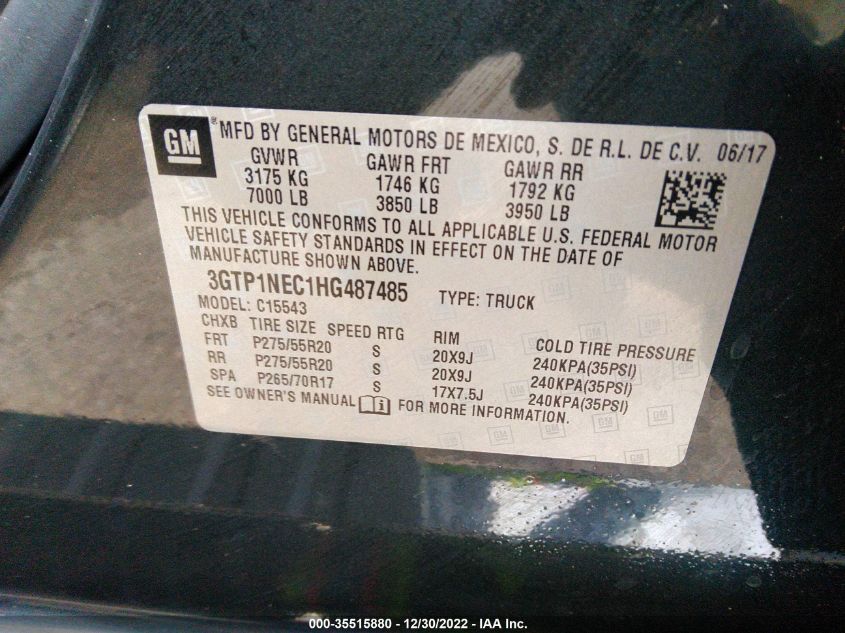 GM ® MFD BY GENERAL MOTORS DE MEXICO, S. DE R.L. DE C.V. 06/17
GVWR GAWR FRT GAWR RR
3175 KG 1746 KG 1792 KG
7000 LB 3850 LB 3950 LB
THIS VEHICLE CONFORMS TO ALL APPLICABLE U.S. FEDERAL MOTOR
VEHICLE SAFETY STANDARDS IN EFFECT ON THE DATE OF
MANUFACTURE SHOWN ABOVE.
3GTP1NEC1HG487485 TYPE: TRUCK
MODEL: C15543
CHXB TIRE SIZE SPEED RTG RIM COLD TIRE PRESSURE
FRT P275/55R20 S 20X9J 240KPA(35PSI)
RR P275/55R20 S 20X9J 240KPA(35PSI)
SPA P265/70R17 S 17X7.5J 240KPA(35PSI)
SEE OWNER'S MANUAL FOR MORE INFORMATION.
000-35515880 - 12/30/2022 - IAA Inc.